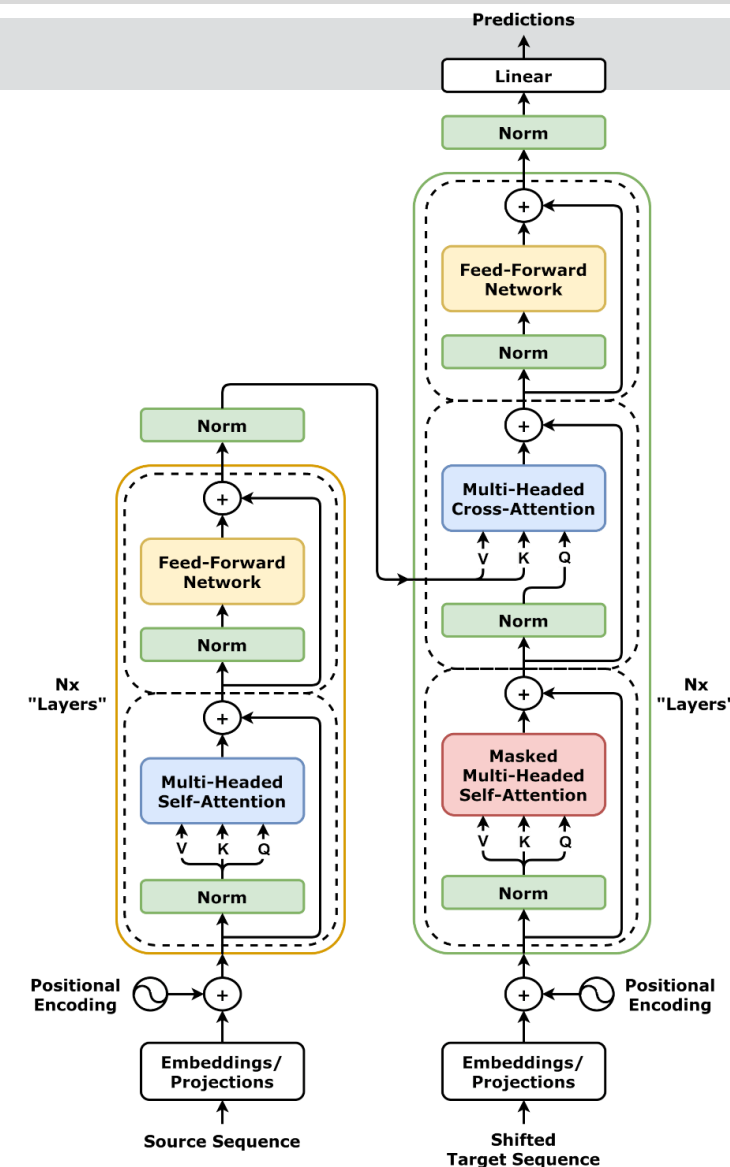 Predictions
Linear
Norm
+
Feed-Forward
Network
Norm
+
Multi-Headed
Cross-Attention
V K Q
Norm
+
Masked
Multi-Headed
Self-Attention
V K Q
Norm
Nx
"Layers"
+
Positional
Encoding
Embeddings/
Projections
Shifted
Target Sequence
Norm
+
Feed-Forward
Network
Norm
Nx
"Layers"
+
Multi-Headed
Self-Attention
V K Q
Norm
Positional
Encoding
+
Embeddings/
Projections
Source Sequence